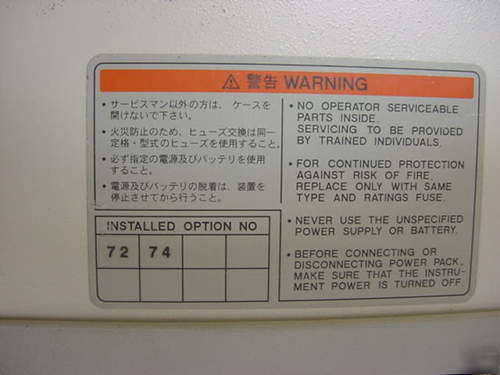 ⚠ 警告 WARNING
・サービスマン以外の方は、ケースを
開けないで下さい。
・火災防止のため、ヒューズ交換は同一
定格・型式のヒューズを使用すること。
・必ず指定の電源及びバッテリを使用
すること。
・電源及びバッテリの脱着は、装置を
停止させてから行うこと。
INSTALLED OPTION NO
72 74
・NO OPERATOR SERVICEABLE
PARTS INSIDE.
SERVICING TO BE PROVIDED
BY TRAINED INDIVIDUALS.
・FOR CONTINUED PROTECTION
AGAINST RISK OF FIRE,
REPLACE ONLY WITH SAME
TYPE AND RATINGS FUSE.
・NEVER USE THE UNSPECIFIED
POWER SUPPLY OR BATTERY.
・BEFORE CONNECTING OR
DISCONNECTING POWER PACK,
MAKE SURE THAT THE INSTRU-
MENT POWER IS TURNED OFF.